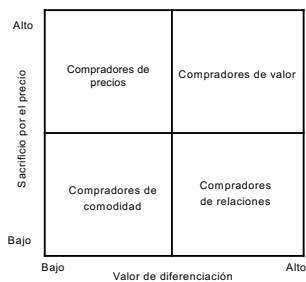 Alto
Sacrificio por el precio
Compradores de
precios
Compradores de valor
Compradores de
comodidad
Compradores
de relaciones
Bajo
Bajo
Alto
Valor de diferenciación